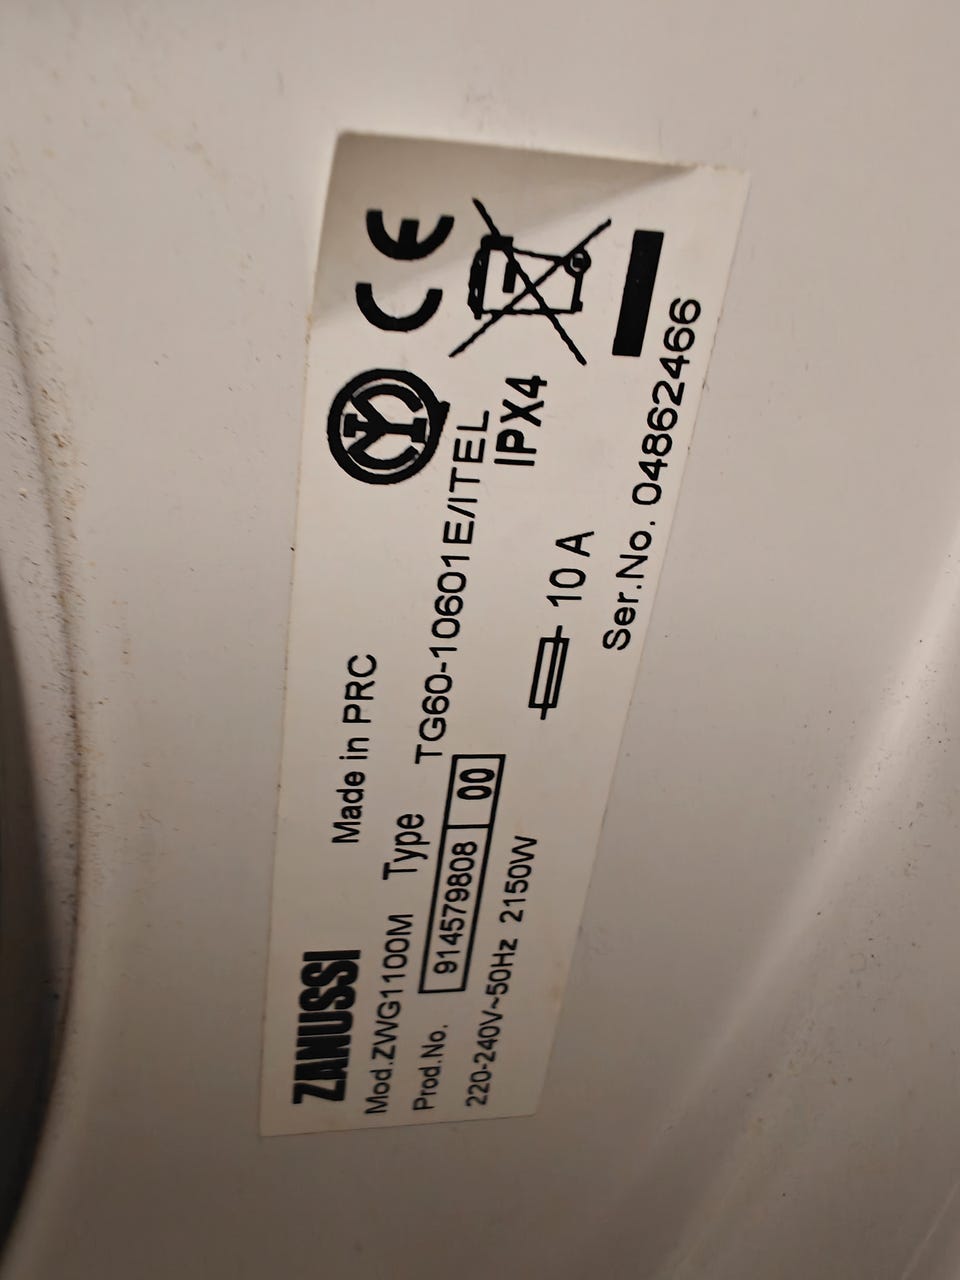 ZANUSSI Made in PRC CE
Mod.ZWG1100M Type TG60-10601E/ITEL
Prod.No. 914579808 00 IPX4
220-240V~50Hz 2150W 10 A
Ser.No. 04862466